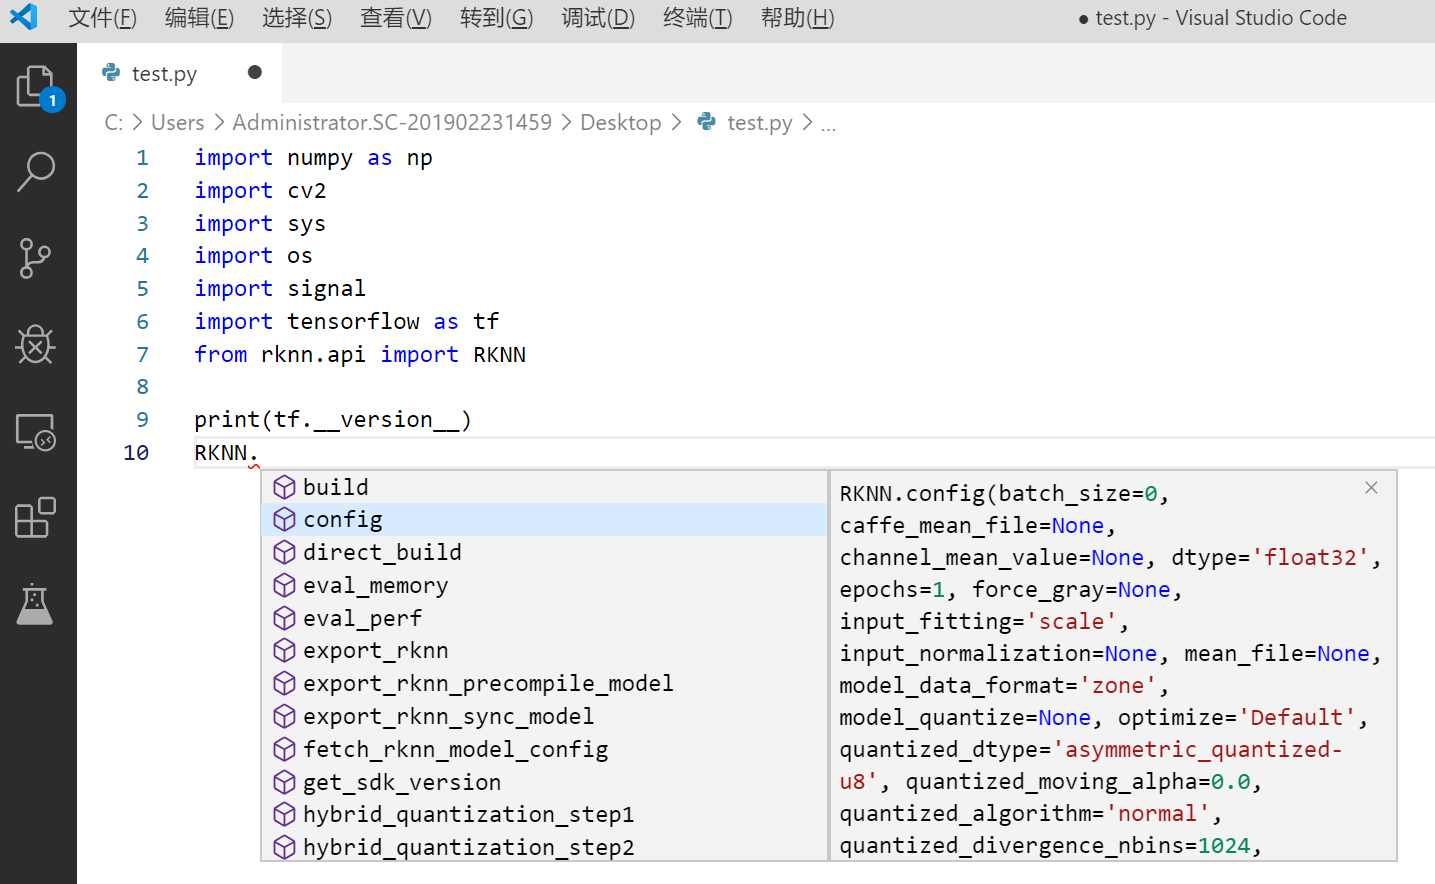 文件(F) 编辑(E) 选择(S) 查看(V) 转到(G) 调试(D) 终端(T) 帮助(H) ● test.py - Visual Studio Code
1
test.py ●
C: > Users > Administrator.SC-201902231459 > Desktop > test.py > ...
1 import numpy as np
2 import cv2
3 import sys
4 import os
5 import signal
6 import tensorflow as tf
7 from rknn.api import RKNN
8
9 print(tf.__version__)
10 RKNN.
build
config
direct_build
eval_memory
eval_perf
export_rknn
export_rknn_precompile_model
export_rknn_sync_model
fetch_rknn_model_config
get_sdk_version
hybrid_quantization_step1
hybrid_quantization_step2
RKNN.config(batch_size=0,
caffe_mean_file=None,
channel_mean_value=None, dtype='float32',
epochs=1, force_gray=None,
input_fitting='scale',
input_normalization=None, mean_file=None,
model_data_format='zone',
model_quantize=None, optimize='Default',
quantized_dtype='asymmetric_quantized-
u8', quantized_moving_alpha=0.0,
quantized_algorithm='normal',
quantized_divergence_nbins=1024,